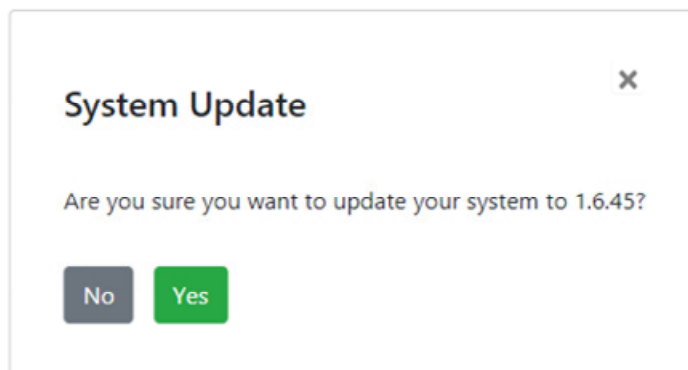 System Update
Are you sure you want to update your system to 1.6.45?
No Yes